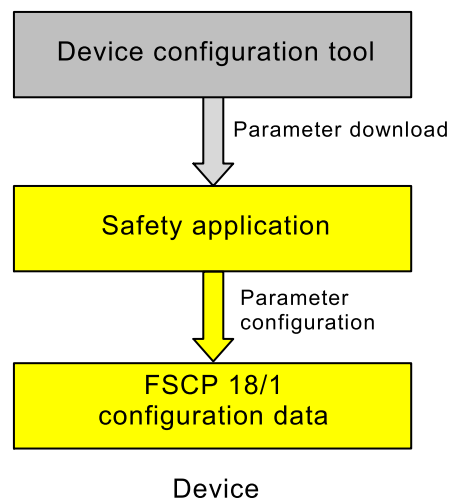 Device configuration tool
Parameter download
Safety application
Parameter
configuration
FSCP 18/1
configuration data
Device